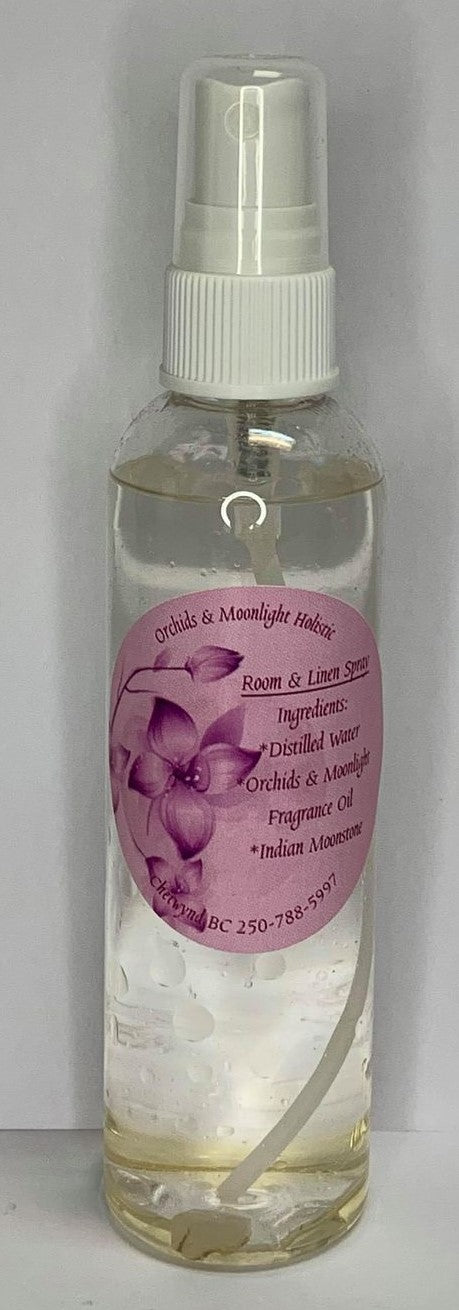 Orchids & Moonlight Holistic
Room & Linen Spray
Ingredients:
*Distilled Water
*Orchids & Moonlight
Fragrance Oil
*Indian Moonstone
Chetwynd BC 250-788-5997